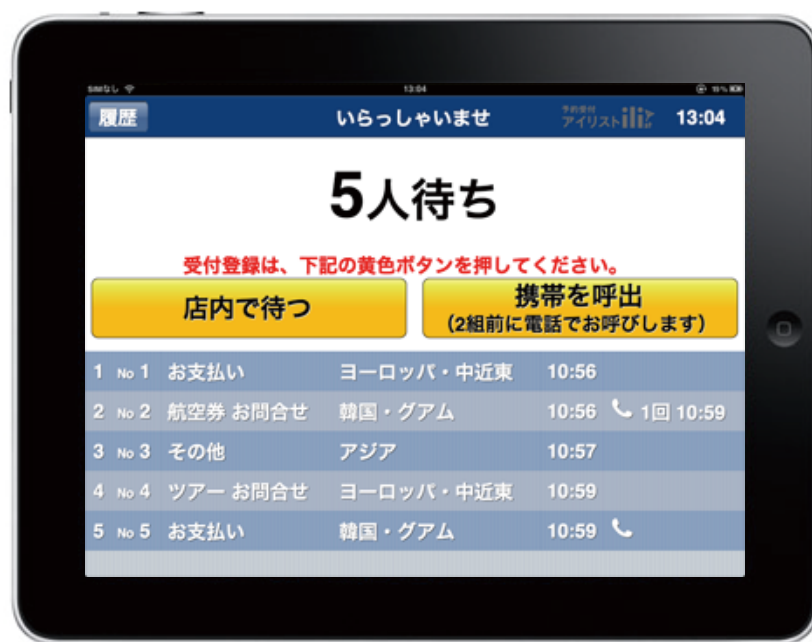 SIMなし 13:04 19%
履歴 いらっしゃいませ 予約受付 アイリスト ili 13:04
5人待ち
受付登録は、下記の黄色ボタンを押してください。
店内で待つ
携帯を呼出
(2組前に電話でお呼びします)
1 No 1 お支払い ヨーロッパ・中近東 10:56
2 No 2 航空券 お問合せ 韓国・グアム 10:56 1回 10:59
3 No 3 その他 アジア 10:57
4 No 4 ツアー お問合せ ヨーロッパ・中近東 10:59
5 No 5 お支払い 韓国・グアム 10:59